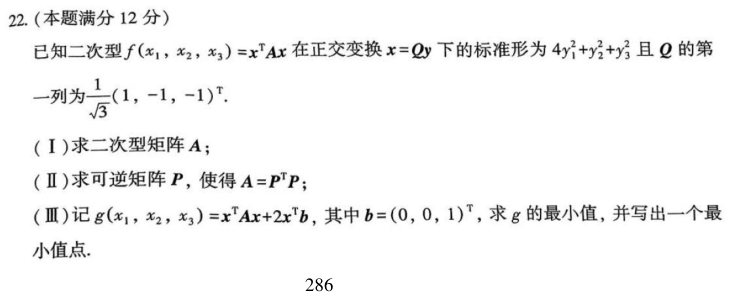 22. (本题满分 12 分)
已知二次型 f(x₁, x₂, x₃)=xᵀAx 在正交变换 x=Qy 下的标准形为 4y₁²+y₂²+y₃² 且 Q 的第
一列为 1/√3 (1, -1, -1)ᵀ.
(Ⅰ)求二次型矩阵 A;
(Ⅱ)求可逆矩阵 P, 使得 A=PᵀP;
(Ⅲ)记 g(x₁, x₂, x₃)=xᵀAx+2xᵀb, 其中 b=(0, 0, 1)ᵀ, 求 g 的最小值, 并写出一个最
小值点.
286